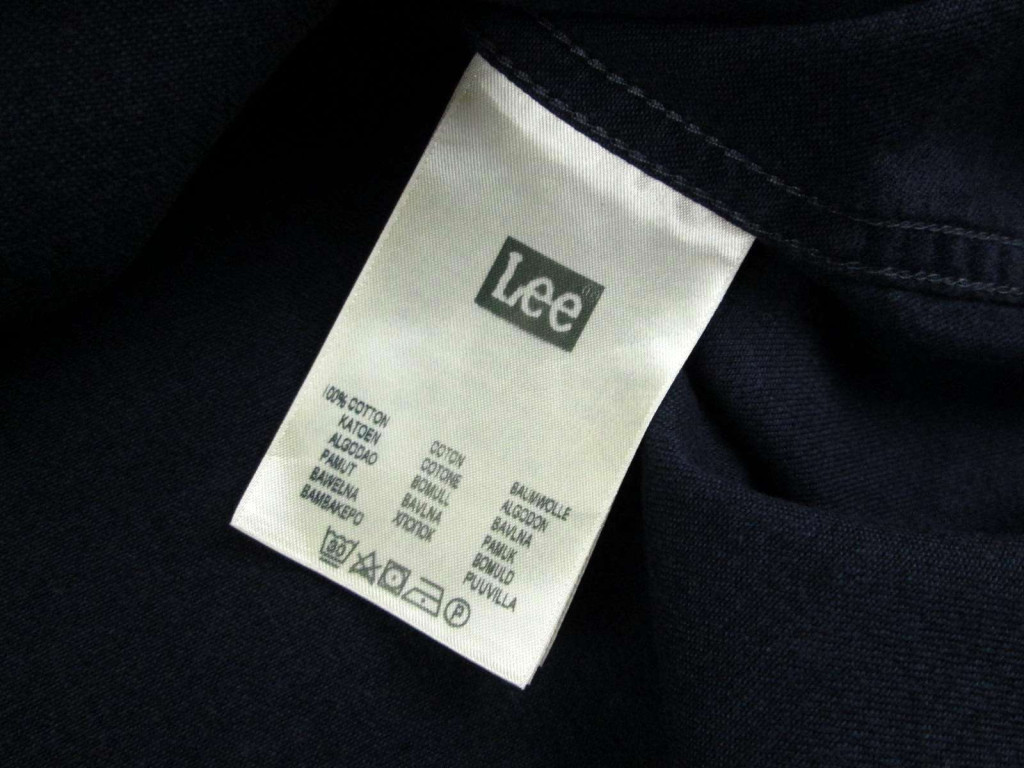 Lee
100% COTTON
KATOEN
ALGODAO
PAMUT
BAWELNA
BAMBAKEPO
COTON
COTONE
BOMULL
BAVLNA
ХЛОПОК
BAUMWOLLE
ALGODON
BAVLNA
PAMUK
BOMULD
PUUVILLA
30
P